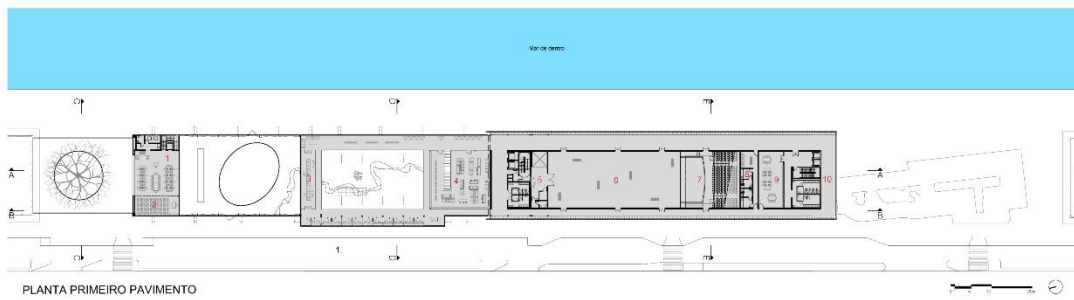 Mar de dentro
C D E
1 3 4 5 6 7 8 9 10
A A
2
B B
1.
C D E
PLANTA PRIMEIRO PAVIMENTO